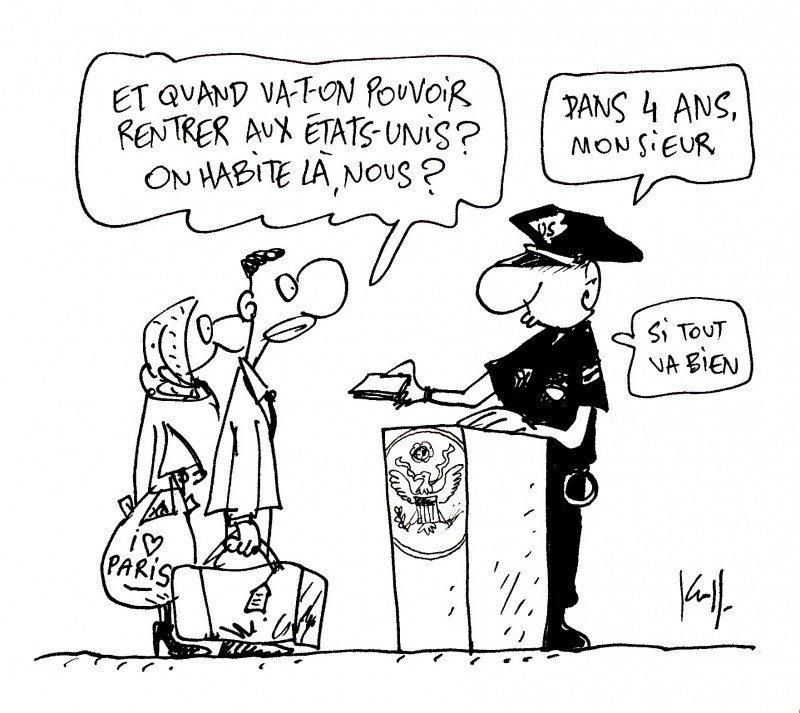 ET QUAND VA-T-ON POUVOIR
RENTRER AUX ÉTATS-UNIS?
ON HABITE LÀ, NOUS?
DANS 4 ANS,
MONSIEUR
US
SI TOUT
VA BIEN
i ♡
PARIS